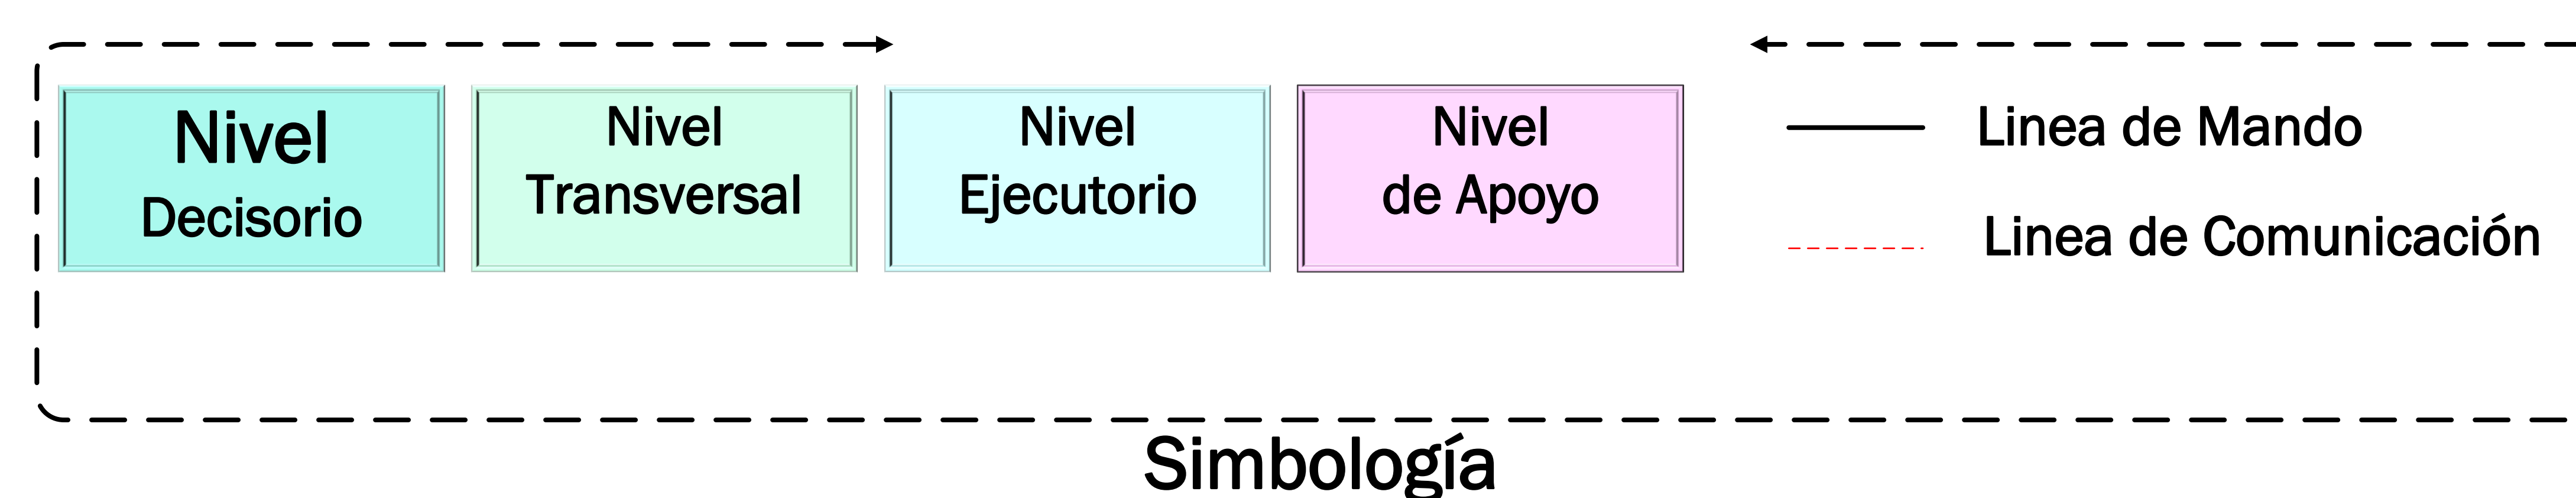 Nivel
Decisorio
Nivel
Transversal
Nivel
Ejecutorio
Nivel
de Apoyo
Linea de Mando
Linea de Comunicación
Simbología